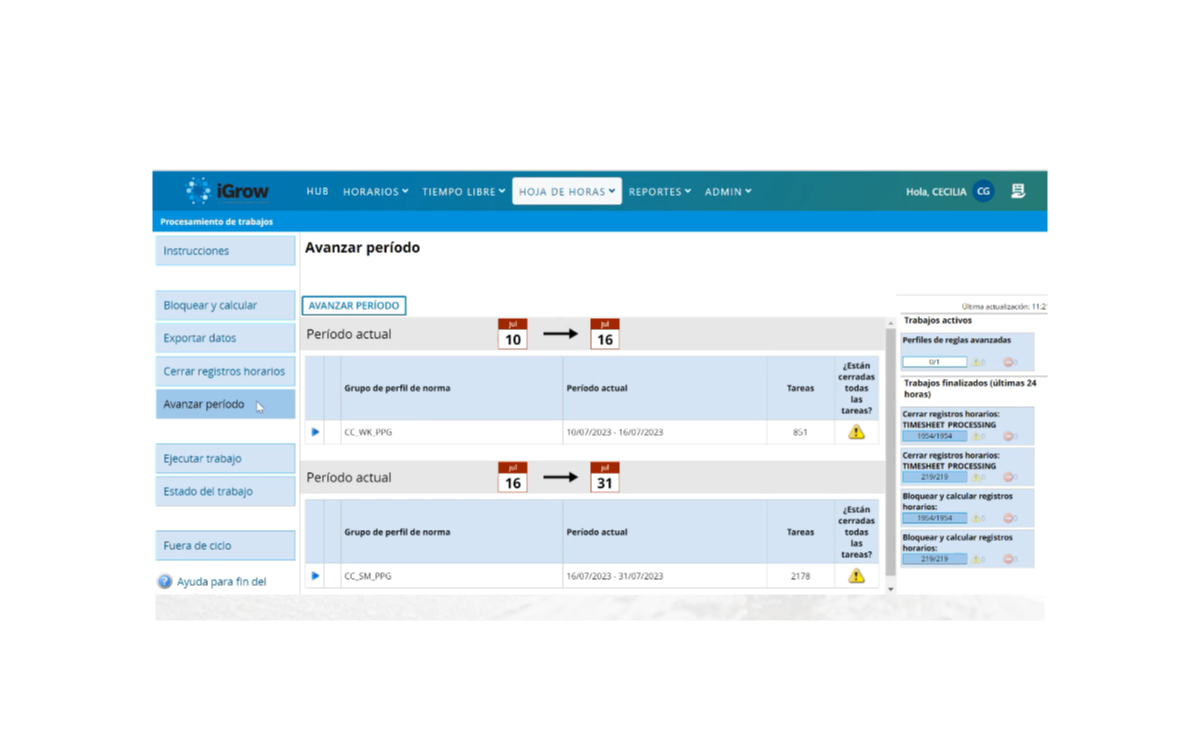 iGrow
HUB HORARIOS TIEMPO LIBRE HOJA DE HORAS REPORTES ADMIN
Hola, CECILIA CG
Procesamiento de trabajos
Instrucciones
Bloquear y calcular
Exportar datos
Cerrar registros horarios
Avanzar período
Ejecutar trabajo
Estado del trabajo
Fuera de ciclo
Ayuda para fin del
Avanzar período
AVANZAR PERÍODO
Período actual
jul
10
jul
16
Grupo de perfil de norma
Período actual
Tareas
¿Están
cerradas
todas
las
tareas?
CC_WK_PPG
10/07/2023 - 16/07/2023
851
Período actual
jul
16
jul
31
Grupo de perfil de norma
Período actual
Tareas
¿Están
cerradas
todas
las
tareas?
CC_SM_PPG
16/07/2023 - 31/07/2023
2178
Última actualización: 11:2
Trabajos activos
Perfiles de reglas avanzadas
0/1 0 0
Trabajos finalizados (últimas 24
horas)
Cerrar registros horarios:
TIMESHEET PROCESSING
1954/1954 0 0
Cerrar registros horarios:
TIMESHEET PROCESSING
219/219 0 0
Bloquear y calcular registros
horarios:
1954/1954 0 0
Bloquear y calcular registros
horarios:
219/219 0 0